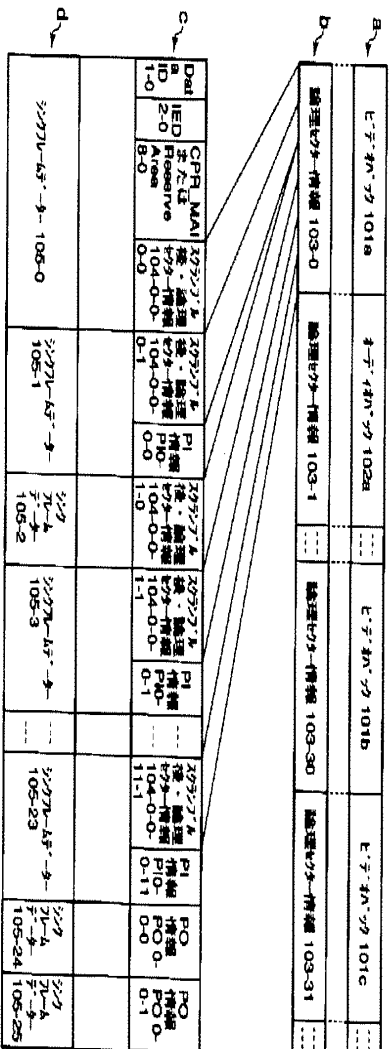 a
ビデオパック 101a
オーディオパック 102a
ビデオパック 101b
ビデオパック 101c
b
論理セクター情報 103-0
論理セクター情報 103-1
論理セクター情報 103-30
論理セクター情報 103-31
c
Dat
a
ID
1-0
IED
2-0
CPR_MAI
または
Reserve
Area
8-0
スクランブル
後・論理
セクター情報
104-0-0-
0-0
スクランブル
後・論理
セクター情報
104-0-0-
0-1
PI
情報
PI0-
0-0
スクランブル
後・論理
セクター情報
104-0-0-
1-0
スクランブル
後・論理
セクター情報
104-0-0-
1-1
PI
情報
PI0-
0-1
スクランブル
後・論理
セクター情報
104-0-0-
11-1
PI
情報
PI0-
0-11
PO
情報
PO 0-
0-0
PO
情報
PO 0-
0-1
d
シンクフレームデーター 105-0
シンクフレームデーター
105-1
シンク
フレーム
データー
105-2
シンクフレームデーター
105-3
シンクフレームデーター
105-23
シンク
フレーム
データー
105-24
シンク
フレーム
データー
105-25